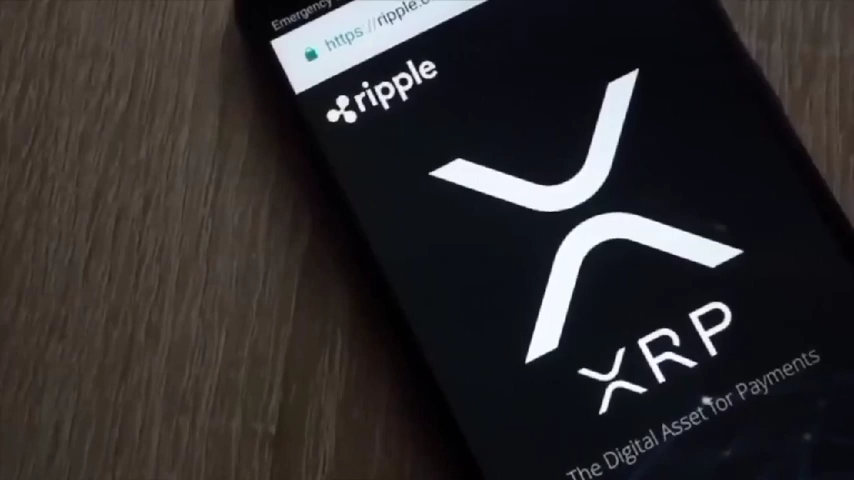 Emergency
https://ripple.c
ripple
XRP
The Digital Asset for Payments